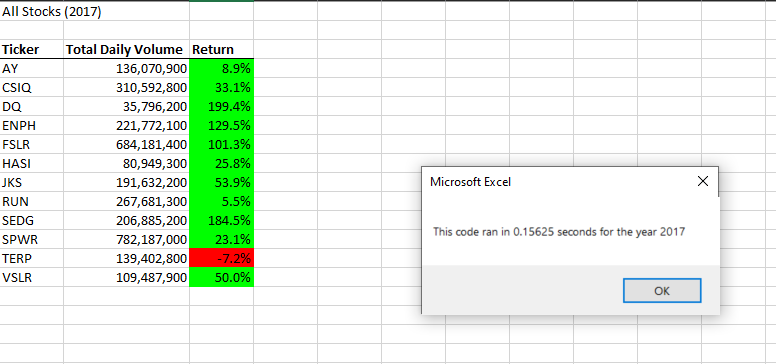 All Stocks (2017)
Ticker Total Daily Volume Return
AY 136,070,900 8.9%
CSIQ 310,592,800 33.1%
DQ 35,796,200 199.4%
ENPH 221,772,100 129.5%
FSLR 684,181,400 101.3%
HASI 80,949,300 25.8%
JKS 191,632,200 53.9%
RUN 267,681,300 5.5%
SEDG 206,885,200 184.5%
SPWR 782,187,000 23.1%
TERP 139,402,800 -7.2%
VSLR 109,487,900 50.0%
Microsoft Excel
This code ran in 0.15625 seconds for the year 2017
OK